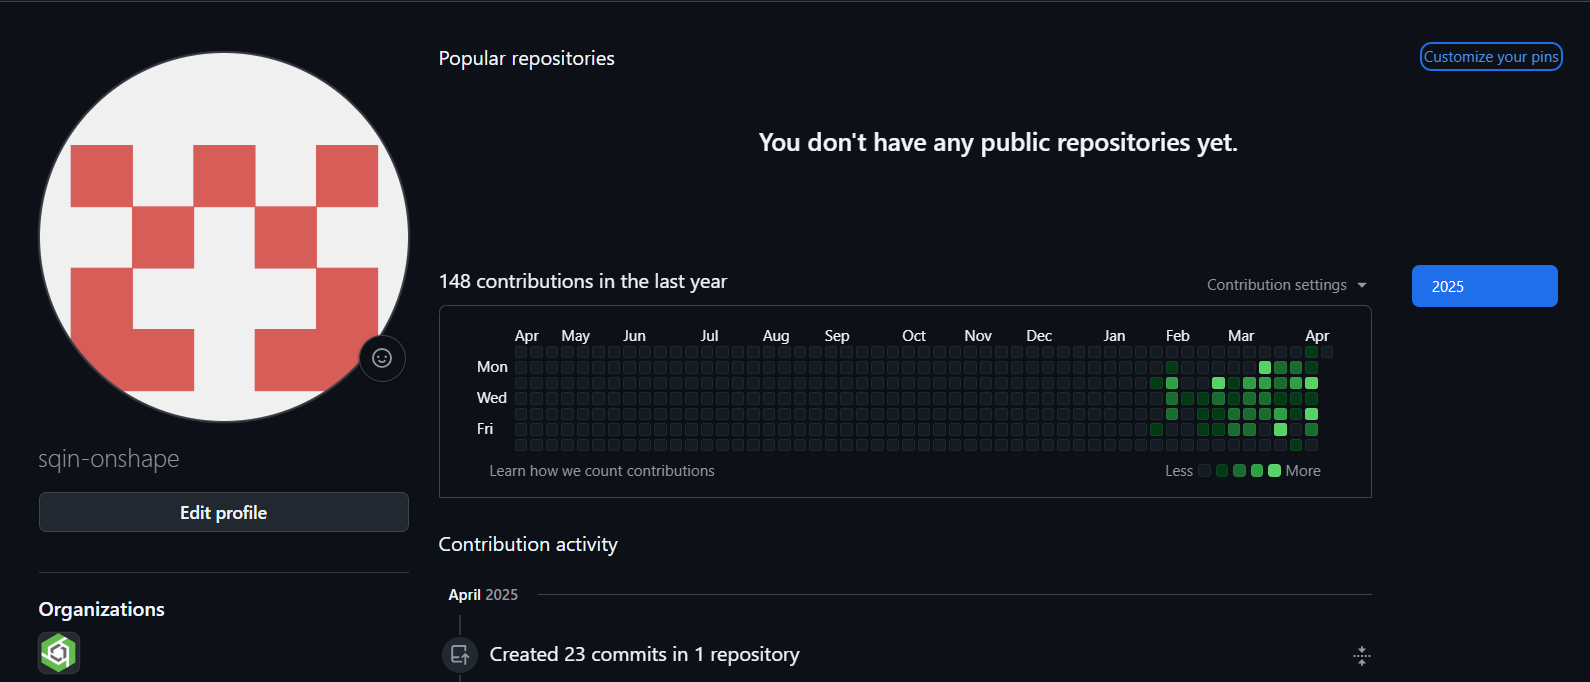 Popular repositories
Customize your pins
You don't have any public repositories yet.
148 contributions in the last year
Contribution settings
2025
Apr May Jun Jul Aug Sep Oct Nov Dec Jan Feb Mar Apr
Mon
Wed
Fri
Learn how we count contributions
Less More
sqin-onshape
Edit profile
Organizations
Contribution activity
April 2025
Created 23 commits in 1 repository